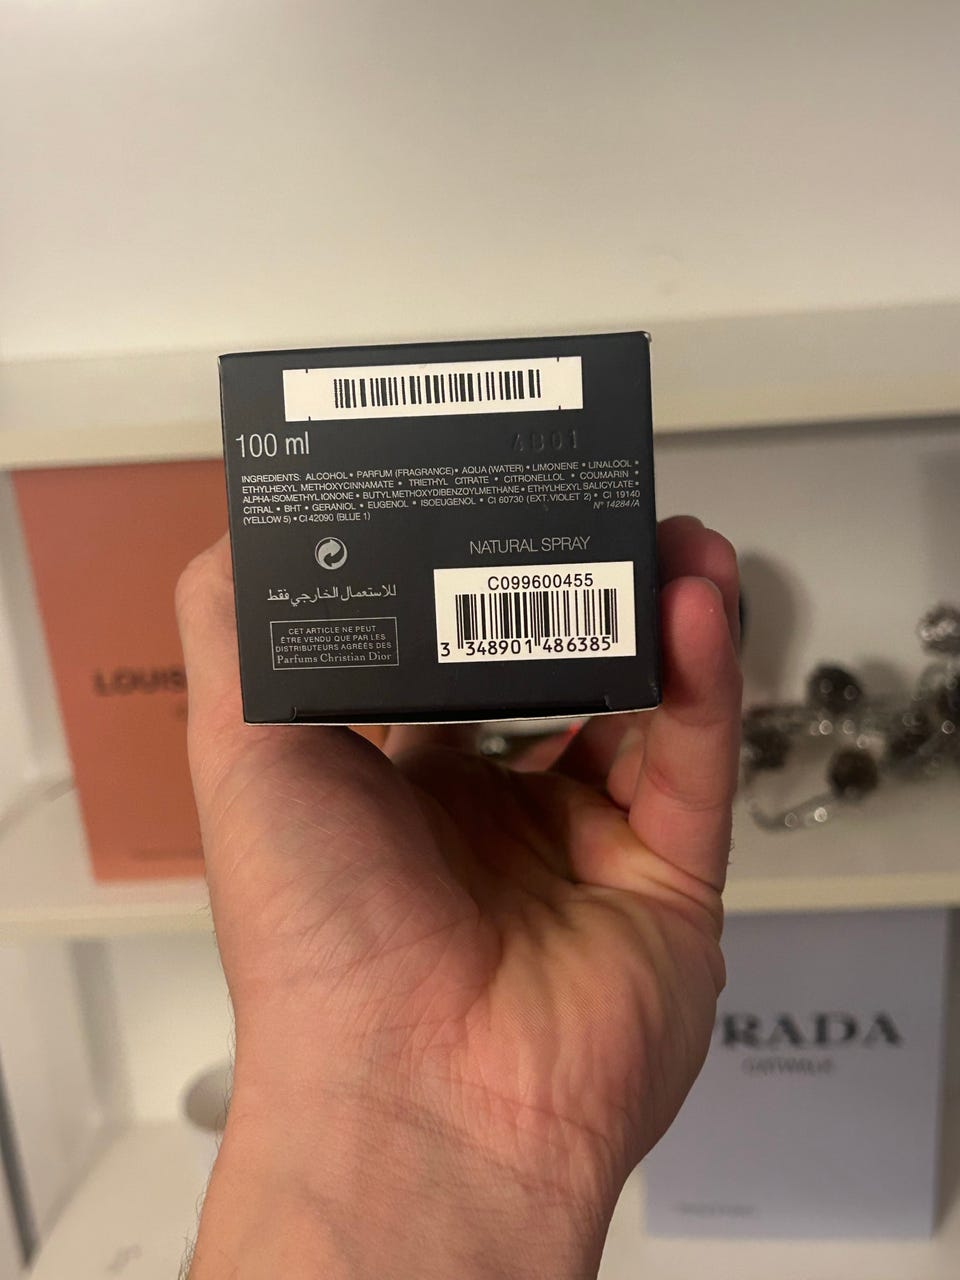 100 ml
4B01
INGREDIENTS: ALCOHOL • PARFUM (FRAGRANCE) • AQUA (WATER) • LIMONENE • LINALOOL •
ETHYLHEXYL METHOXYCINNAMATE • TRIETHYL CITRATE • CITRONELLOL • COUMARIN •
ALPHA-ISOMETHYL IONONE • BUTYL METHOXYDIBENZOYLMETHANE • ETHYLHEXYL SALICYLATE •
CITRAL • BHT • GERANIOL • EUGENOL • ISOEUGENOL • CI 60730 (EXT. VIOLET 2) • CI 19140
(YELLOW 5) • CI 42090 (BLUE 1)
N° 14284/A
NATURAL SPRAY
للاستعمال الخارجي فقط
CET ARTICLE NE PEUT
ÊTRE VENDU QUE PAR LES
DISTRIBUTEURS AGRÉÉS DES
Parfums Christian Dior
C099600455
3 348901 486385
LOUIS
PRADA
CATWALK